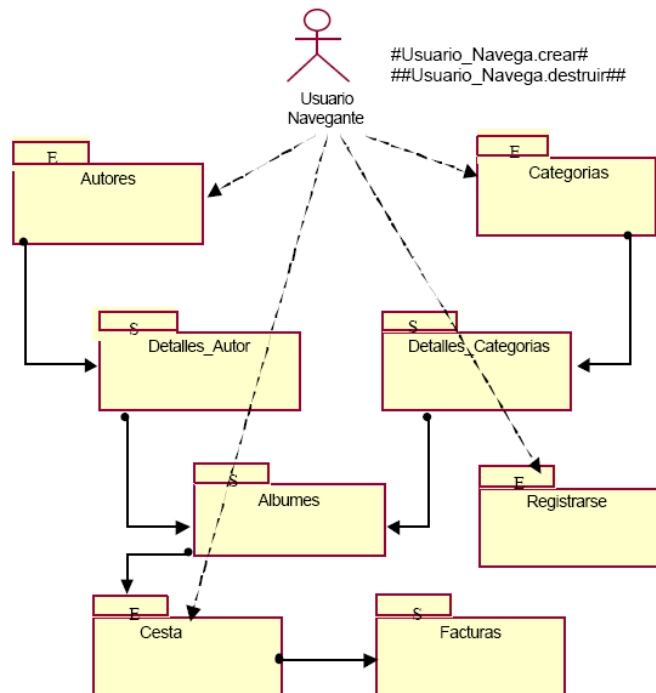 #Usuario_Navega.crear#
##Usuario_Navega.destruir##
Usuario
Navegante
E
Autores
E
Categorias
S
Detalles_Autor
S
Detalles_Categorias
S
Albumes
E
Registrarse
E
Cesta
S
Facturas